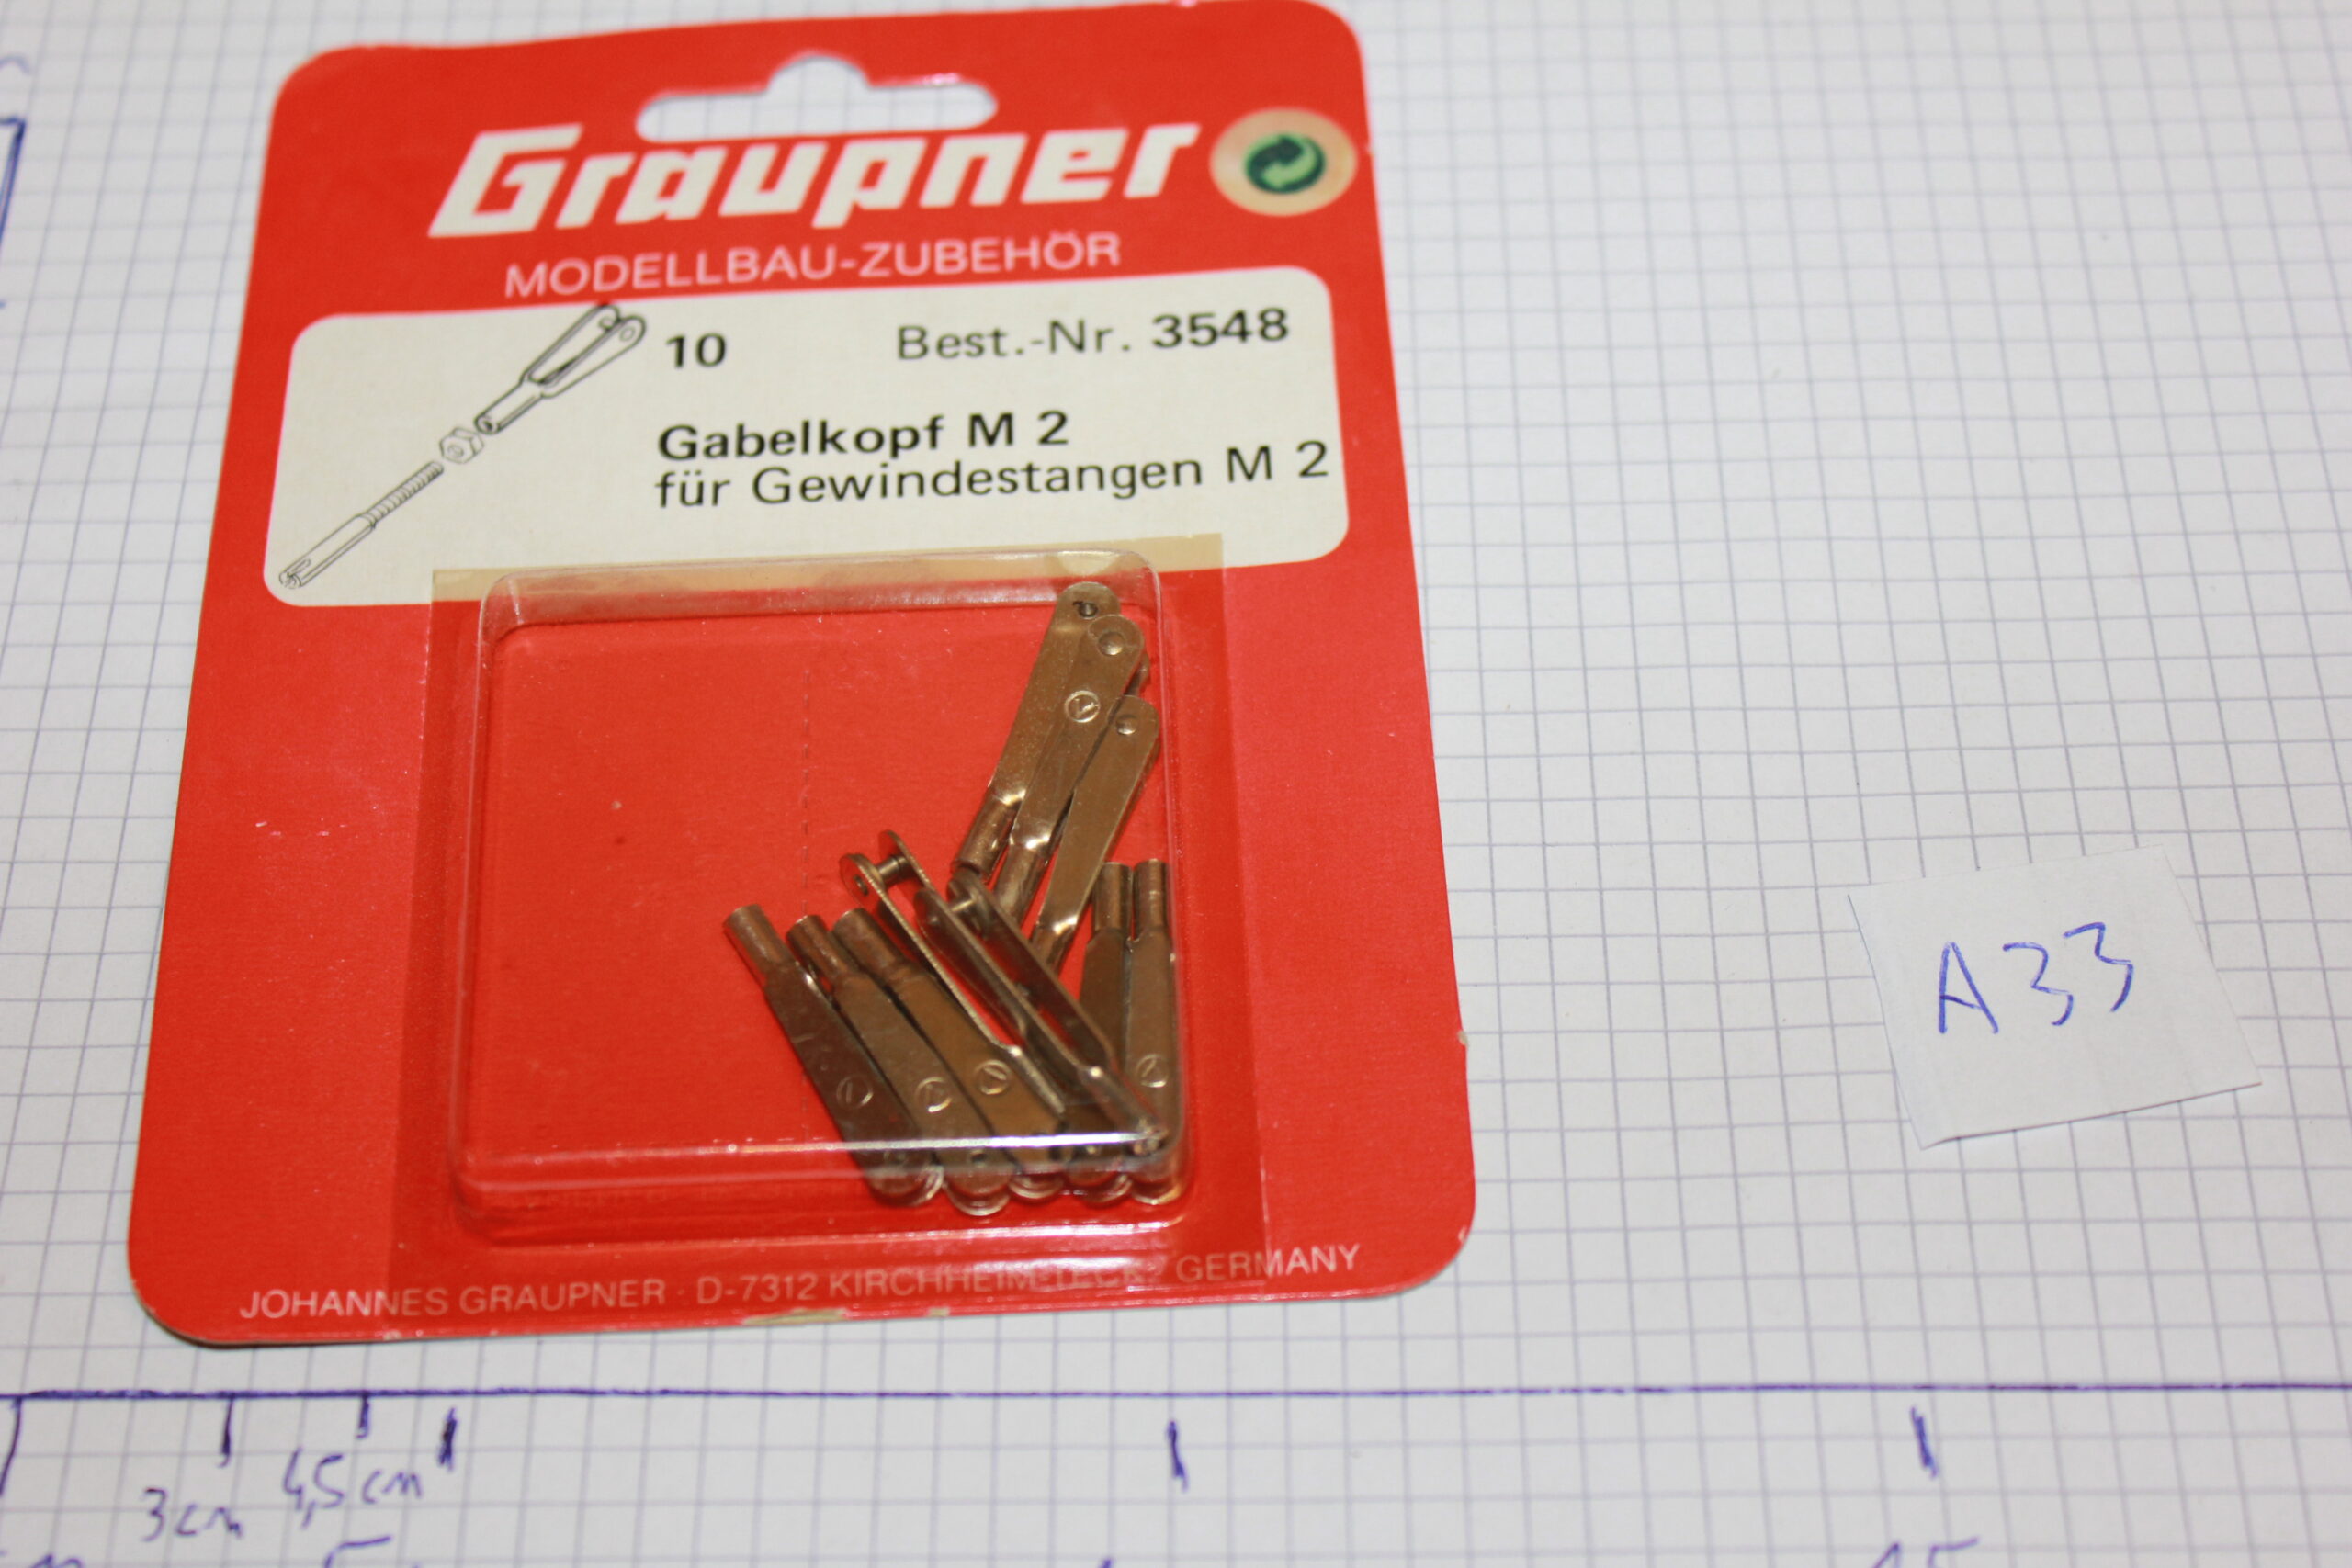 Graupner
MODELLBAU-ZUBEHÖR
10 Best.-Nr. 3548
Gabelkopf M 2
für Gewindestangen M 2
A33
JOHANNES GRAUPNER · D-7312 KIRCHHEIM-TECK / GERMANY
3cm 4,5cm